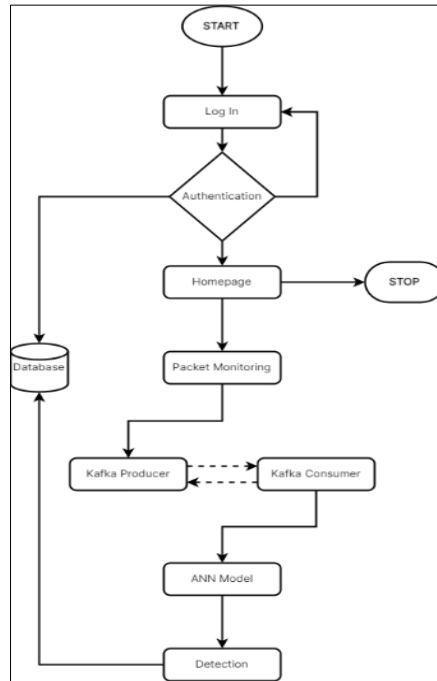 START
Log In
Authentication
Homepage
STOP
Database
Packet Monitoring
Kafka Producer
Kafka Consumer
ANN Model
Detection